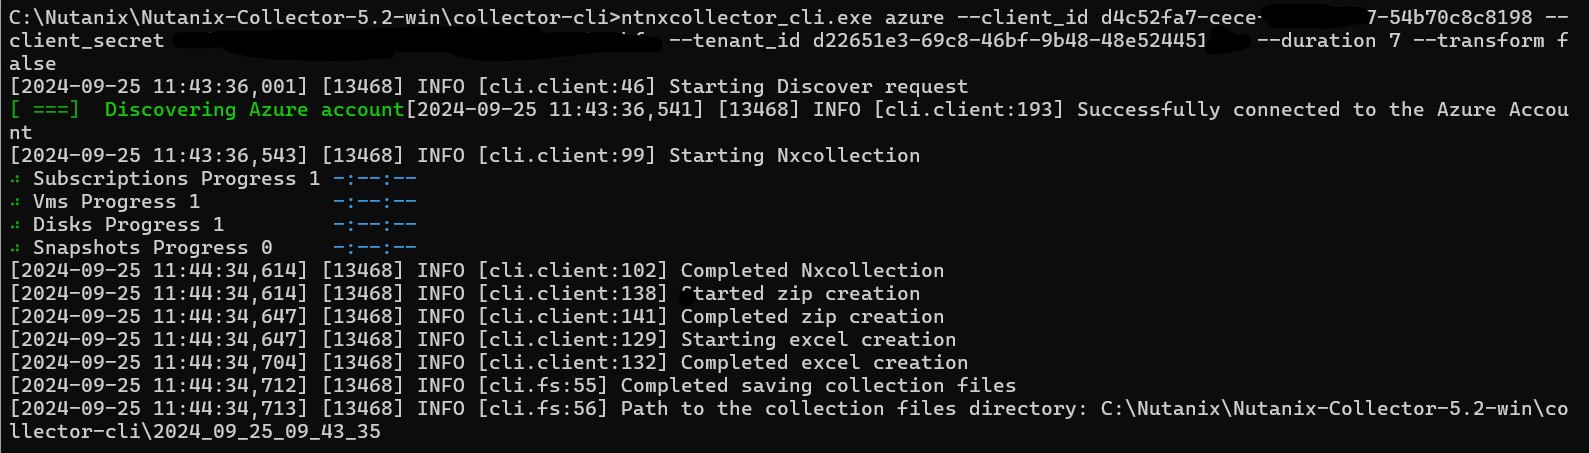 C:\Nutanix\Nutanix-Collector-5.2-win\collector-cli>ntnxcollector_cli.exe azure --client_id d4c52fa7-cece- 7-54b70c8c8198 --
client_secret --tenant_id d22651e3-69c8-46bf-9b48-48e524451 --duration 7 --transform f
alse
[2024-09-25 11:43:36,001] [13468] INFO [cli.client:46] Starting Discover request
[ ===] Discovering Azure account[2024-09-25 11:43:36,541] [13468] INFO [cli.client:193] Successfully connected to the Azure Accou
nt
[2024-09-25 11:43:36,543] [13468] INFO [cli.client:99] Starting Nxcollection
Subscriptions Progress 1 -:--:--
Vms Progress 1 -:--:--
Disks Progress 1 -:--:--
Snapshots Progress 0 -:--:--
[2024-09-25 11:44:34,614] [13468] INFO [cli.client:102] Completed Nxcollection
[2024-09-25 11:44:34,614] [13468] INFO [cli.client:138] Started zip creation
[2024-09-25 11:44:34,647] [13468] INFO [cli.client:141] Completed zip creation
[2024-09-25 11:44:34,647] [13468] INFO [cli.client:129] Starting excel creation
[2024-09-25 11:44:34,704] [13468] INFO [cli.client:132] Completed excel creation
[2024-09-25 11:44:34,712] [13468] INFO [cli.fs:55] Completed saving collection files
[2024-09-25 11:44:34,713] [13468] INFO [cli.fs:56] Path to the collection files directory: C:\Nutanix\Nutanix-Collector-5.2-win\co
llector-cli\2024_09_25_09_43_35